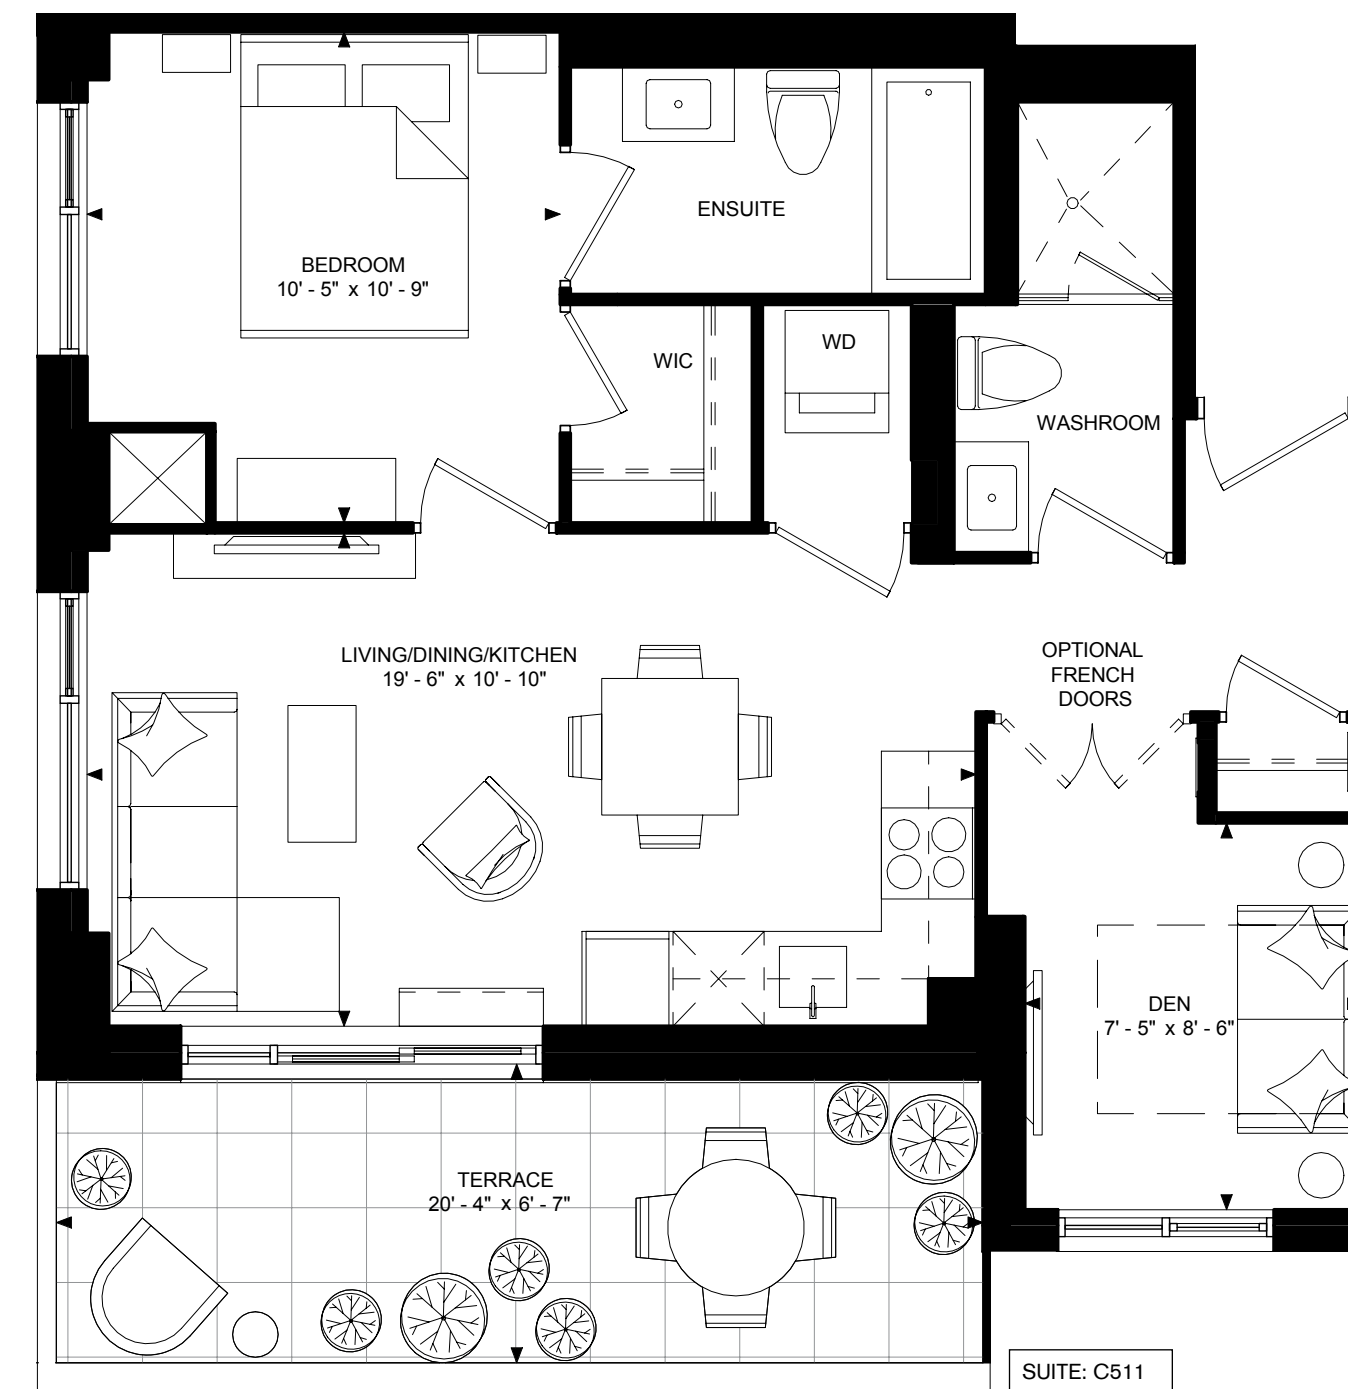 ENSUITE
BEDROOM
10' - 5" x 10' - 9"
WIC
WD
WASHROOM
LIVING/DINING/KITCHEN
19' - 6" x 10' - 10"
OPTIONAL
FRENCH
DOORS
DEN
7' - 5" x 8' - 6"
TERRACE
20' - 4" x 6' - 7"
SUITE: C511